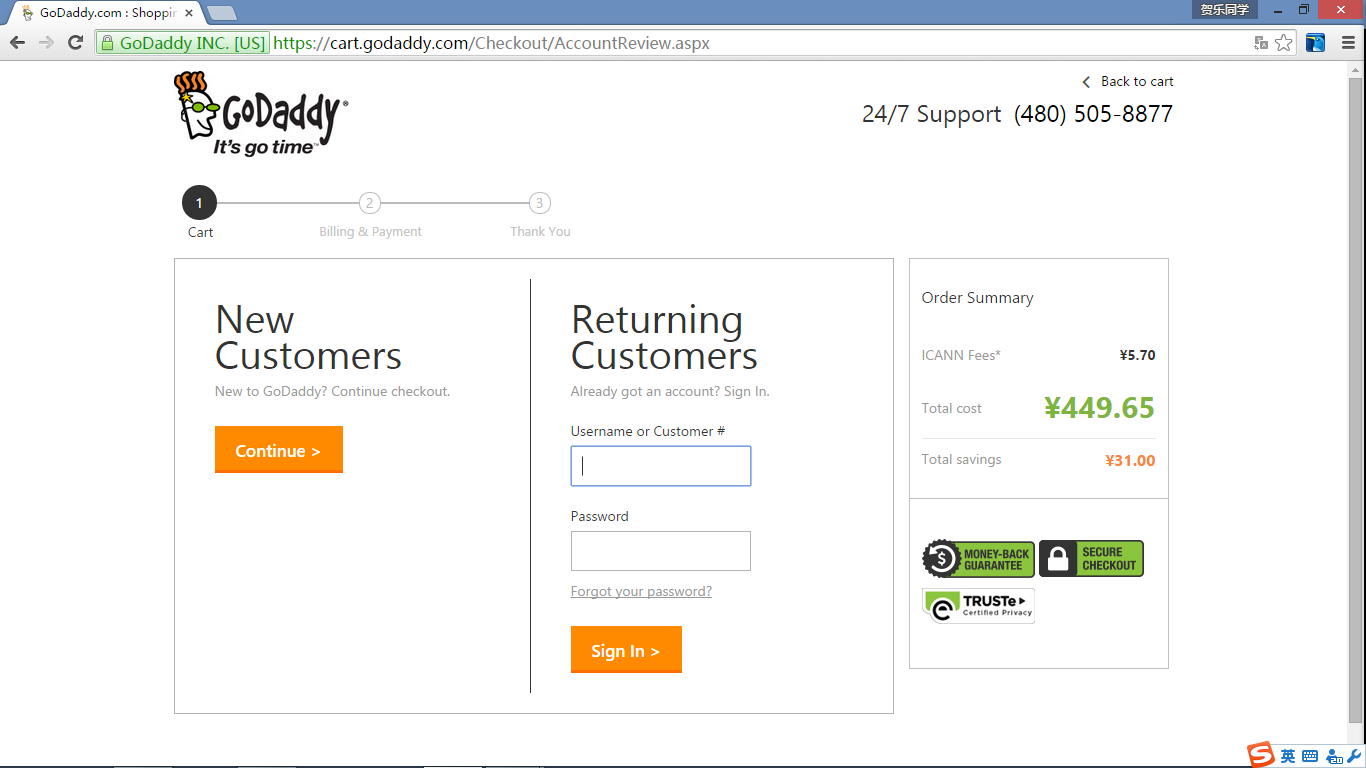 GoDaddy.com : Shoppin
贺乐同学
GoDaddy INC. [US] https://cart.godaddy.com/Checkout/AccountReview.aspx
GoDaddy®
It's go time™
Back to cart
24/7 Support (480) 505-8877
1
2
3
Cart
Billing & Payment
Thank You
New
Customers
New to GoDaddy? Continue checkout.
Continue >
Returning
Customers
Already got an account? Sign In.
Username or Customer #
Password
Forgot your password?
Sign In >
Order Summary
ICANN Fees* ¥5.70
Total cost ¥449.65
Total savings ¥31.00
MONEY-BACK
GUARANTEE
SECURE
CHECKOUT
TRUSTe
Certified Privacy
英